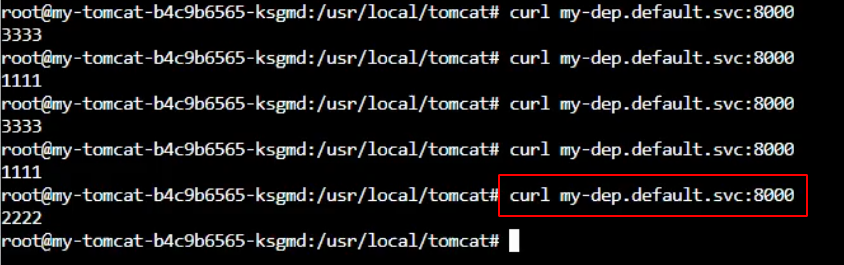 root@my-tomcat-b4c9b6565-ksgmd:/usr/local/tomcat# curl my-dep.default.svc:8000
3333
root@my-tomcat-b4c9b6565-ksgmd:/usr/local/tomcat# curl my-dep.default.svc:8000
1111
root@my-tomcat-b4c9b6565-ksgmd:/usr/local/tomcat# curl my-dep.default.svc:8000
3333
root@my-tomcat-b4c9b6565-ksgmd:/usr/local/tomcat# curl my-dep.default.svc:8000
1111
root@my-tomcat-b4c9b6565-ksgmd:/usr/local/tomcat# curl my-dep.default.svc:8000
2222
root@my-tomcat-b4c9b6565-ksgmd:/usr/local/tomcat#